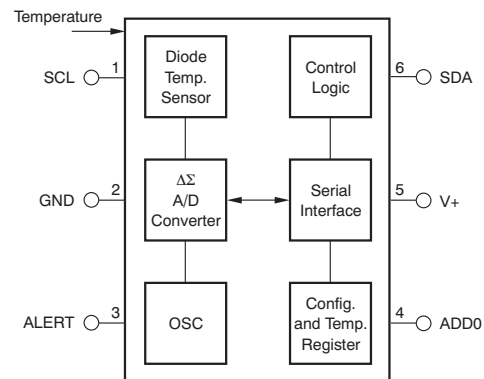 Temperature
SCL
1
Diode
Temp.
Sensor
Control
Logic
6
SDA
GND
2
ΔΣ
A/D
Converter
Serial
Interface
5
V+
ALERT
3
OSC
Config.
and Temp.
Register
4
ADD0